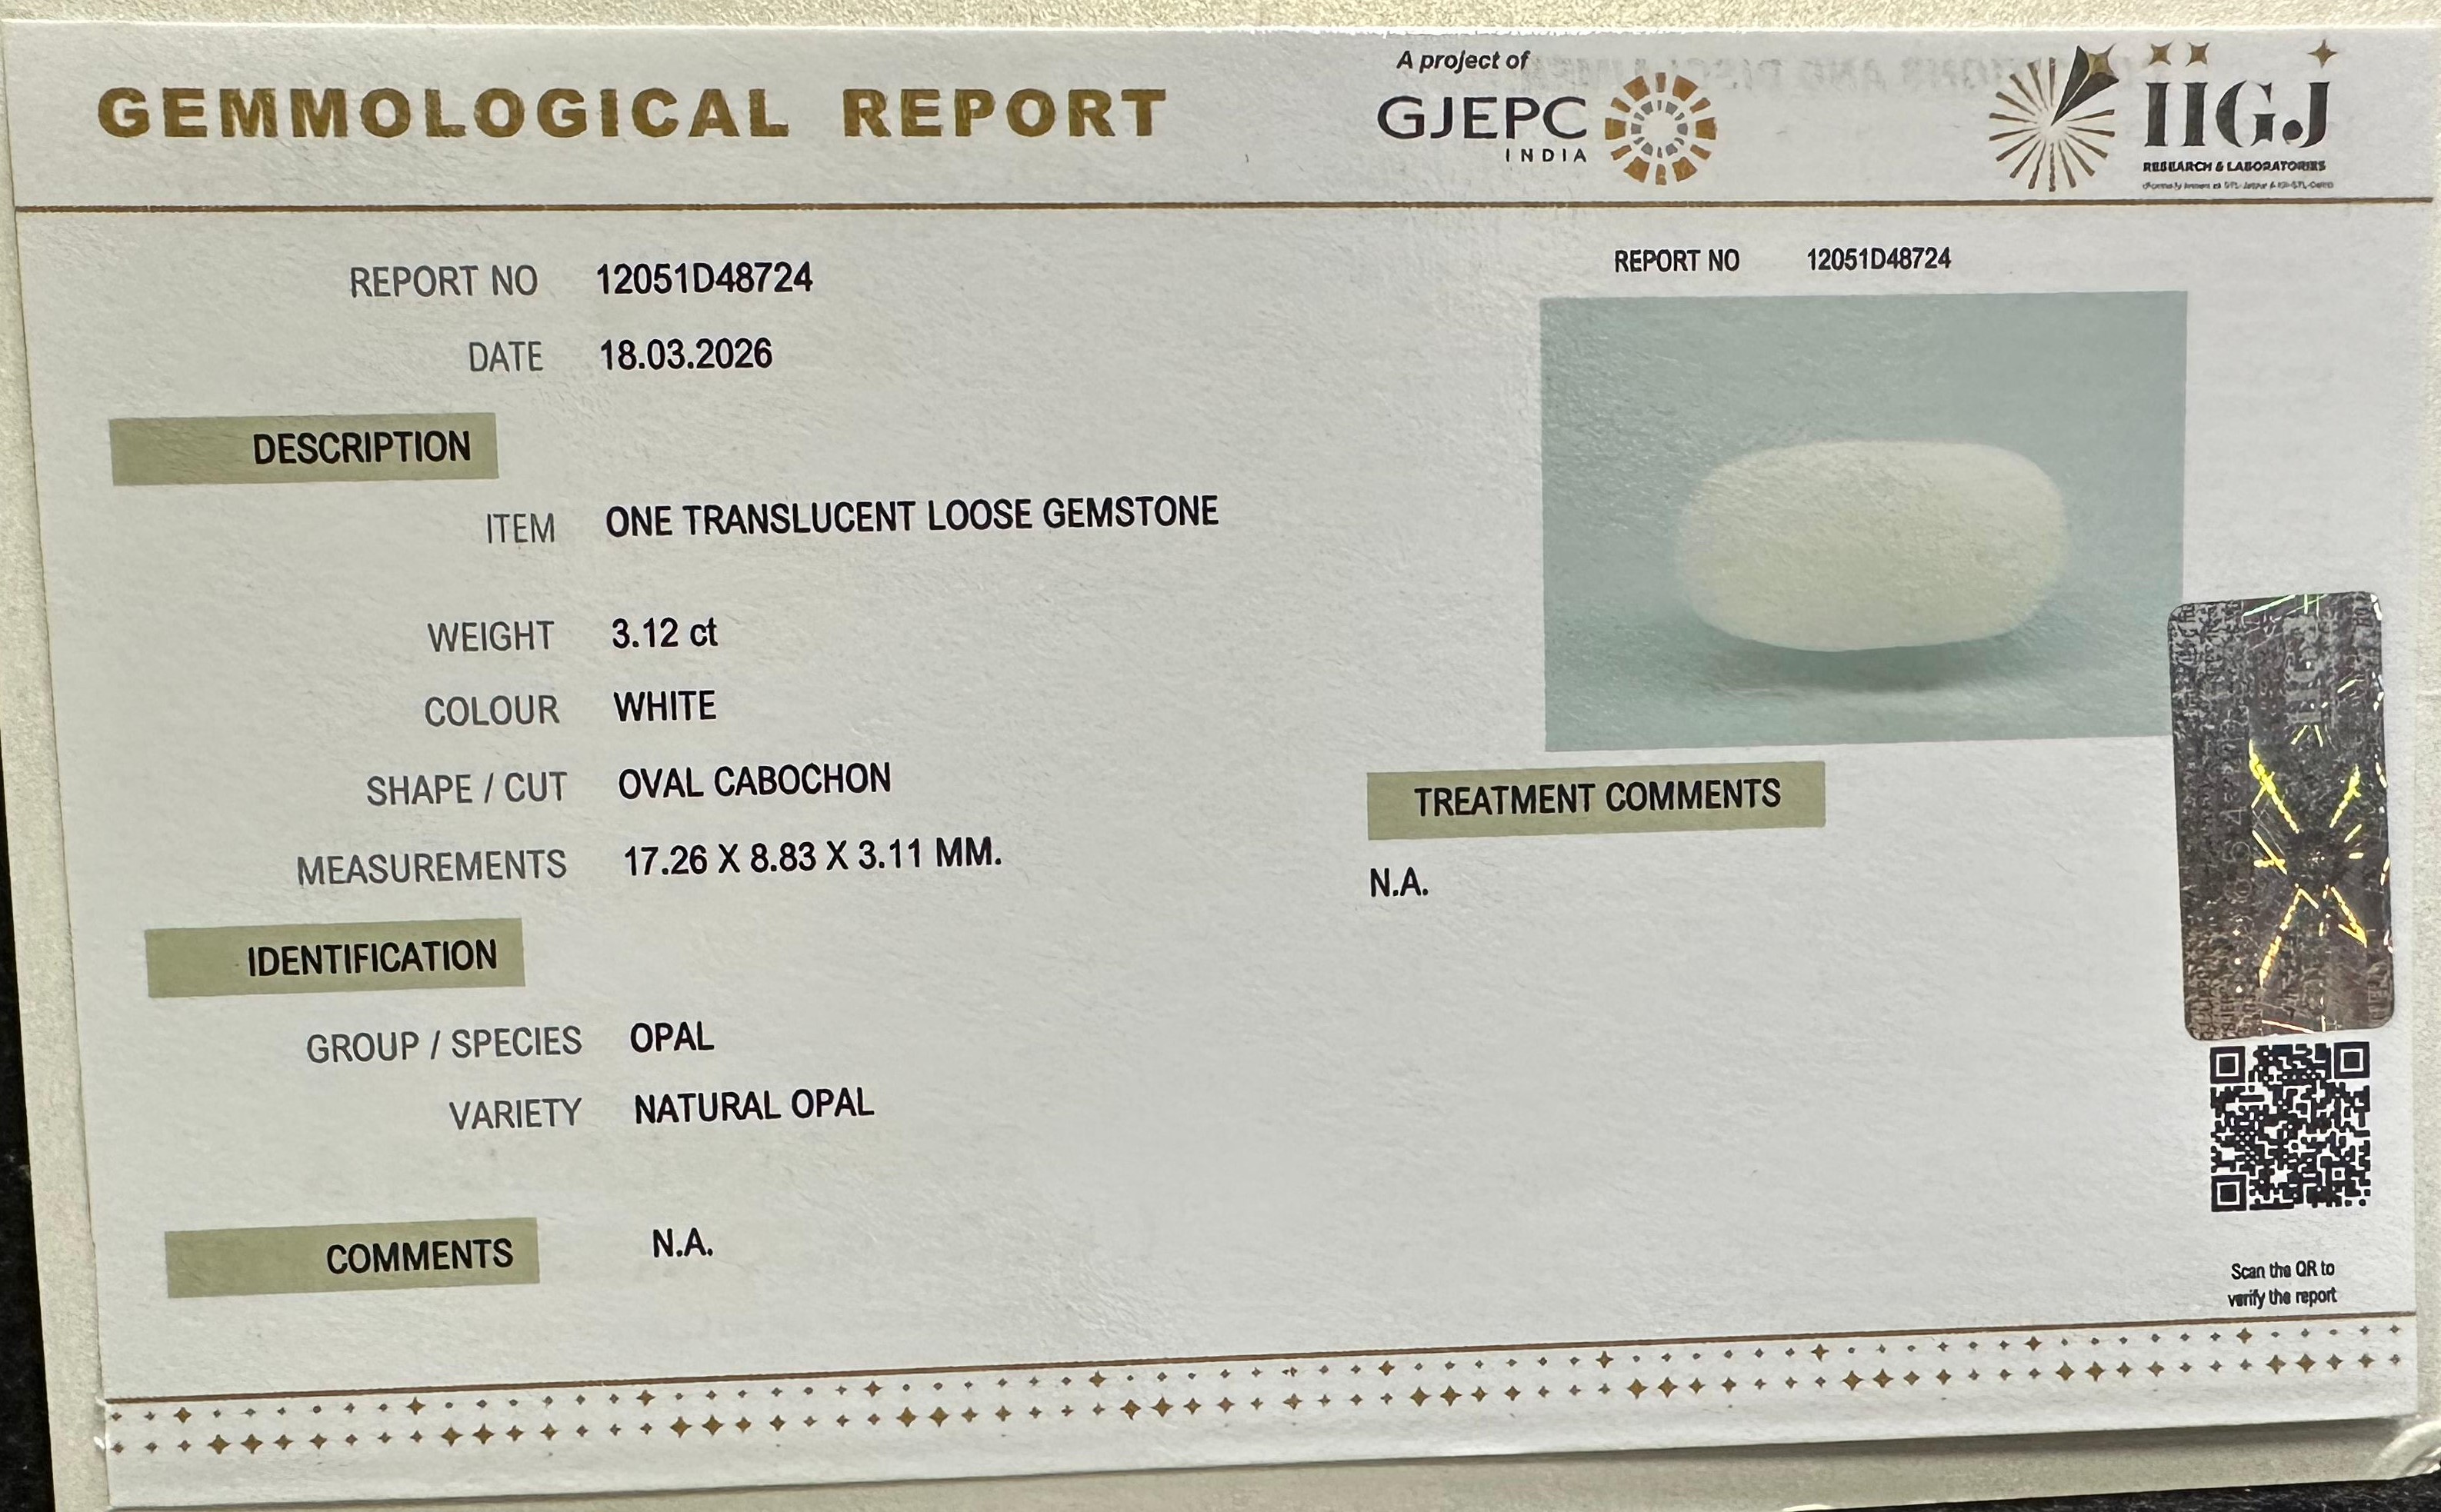 GEMMOLOGICAL REPORT
A project of
GJEPC
INDIA
IIGJ
RESEARCH & LABORATORIES
REPORT NO 12051D48724
DATE 18.03.2026
DESCRIPTION
ITEM ONE TRANSLUCENT LOOSE GEMSTONE
WEIGHT 3.12 ct
COLOUR WHITE
SHAPE / CUT OVAL CABOCHON
MEASUREMENTS 17.26 X 8.83 X 3.11 MM.
IDENTIFICATION
GROUP / SPECIES OPAL
VARIETY NATURAL OPAL
COMMENTS N.A.
REPORT NO 12051D48724
TREATMENT COMMENTS
N.A.
Scan the QR to
verify the report